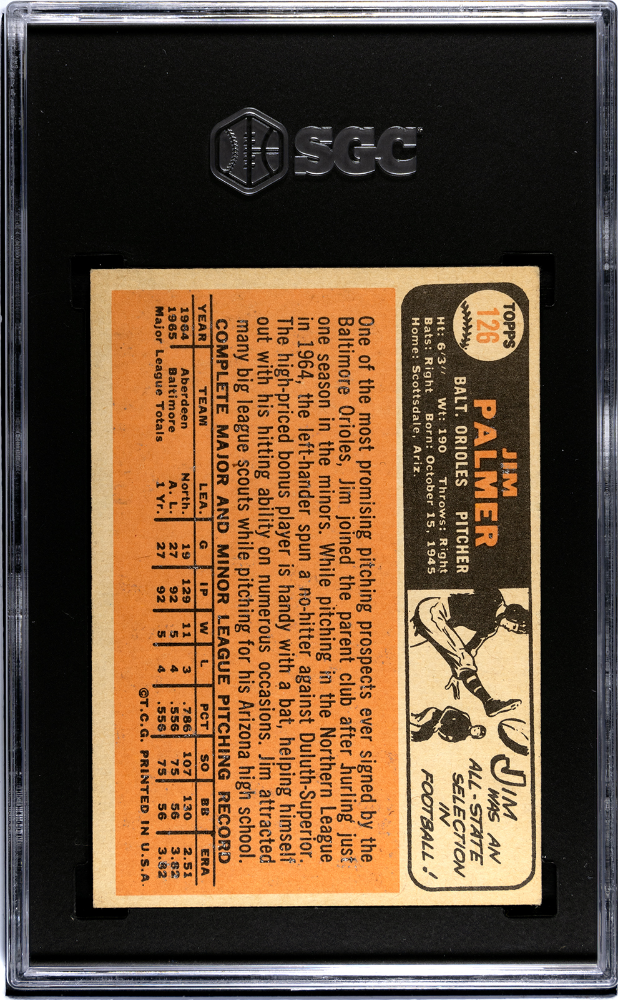 SGC
TOPPS
126
JIM
PALMER
BALT. ORIOLES PITCHER
Ht: 6'3" Wt: 190 Throws: Right
Bats: Right Born: October 15, 1945
Home: Scottsdale, Ariz.
JIM
WAS AN
ALL-STATE
SELECTION
IN
FOOTBALL!
One of the most promising pitching prospects ever signed by the
Baltimore Orioles, Jim joined the parent club after hurling just
one season in the minors. While pitching in the Northern League
in 1964, the left-hander spun a no-hitter against Duluth-Superior.
The high-priced bonus player is handy with a bat, helping himself
out with his hitting ability on numerous occasions. Jim attracted
many big league scouts while pitching for his Arizona high school.
COMPLETE MAJOR AND MINOR LEAGUE PITCHING RECORD
YEAR TEAM LEA. G IP W L PCT SO BB ERA
1964 Aberdeen North. 19 129 11 3 .786 107 130 2.51
1965 Baltimore A. L. 27 92 5 4 .556 75 56 3.82
Major League Totals 1 Yr. 27 92 5 4 .556 75 56 3.82
©T.C.G. PRINTED IN U.S.A.